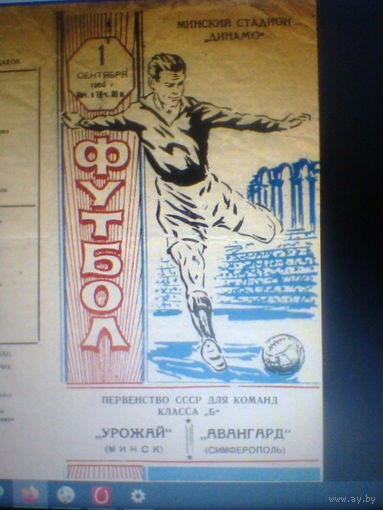 МИНСКИЙ СТАДИОН
„ДИНАМО"
1
СЕНТЯБРЯ
ФУТБОЛ
ПЕРВЕНСТВО СССР ДЛЯ КОМАНД
КЛАССА „Б"
„УРОЖАЙ" „АВАНГАРД"
(МИНСК) (СИМФЕРОПОЛЬ)
www.ay.by